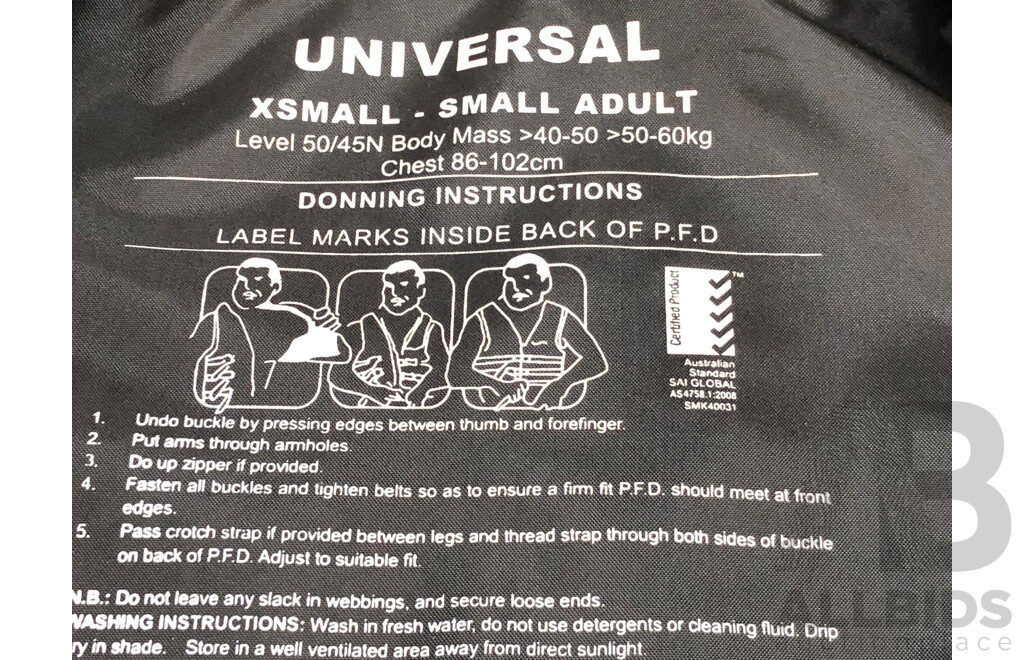 UNIVERSAL
XSMALL - SMALL ADULT
Level 50/45N Body Mass >40-50 >50-60kg
Chest 86-102cm
DONNING INSTRUCTIONS
LABEL MARKS INSIDE BACK OF P.F.D
Certified Product
TM
Australian
Standard
SAI GLOBAL
AS4758.1:2008
SMK40031
1. Undo buckle by pressing edges between thumb and forefinger.
2. Put arms through armholes.
3. Do up zipper if provided.
4. Fasten all buckles and tighten belts so as to ensure a firm fit P.F.D. should meet at front
edges.
5. Pass crotch strap if provided between legs and thread strap through both sides of buckle
on back of P.F.D. Adjust to suitable fit.
N.B.: Do not leave any slack in webbings, and secure loose ends.
WASHING INSTRUCTIONS: Wash in fresh water, do not use detergents or cleaning fluid. Drip
ry in shade. Store in a well ventilated area away from direct sunlight.
ALLBIDS